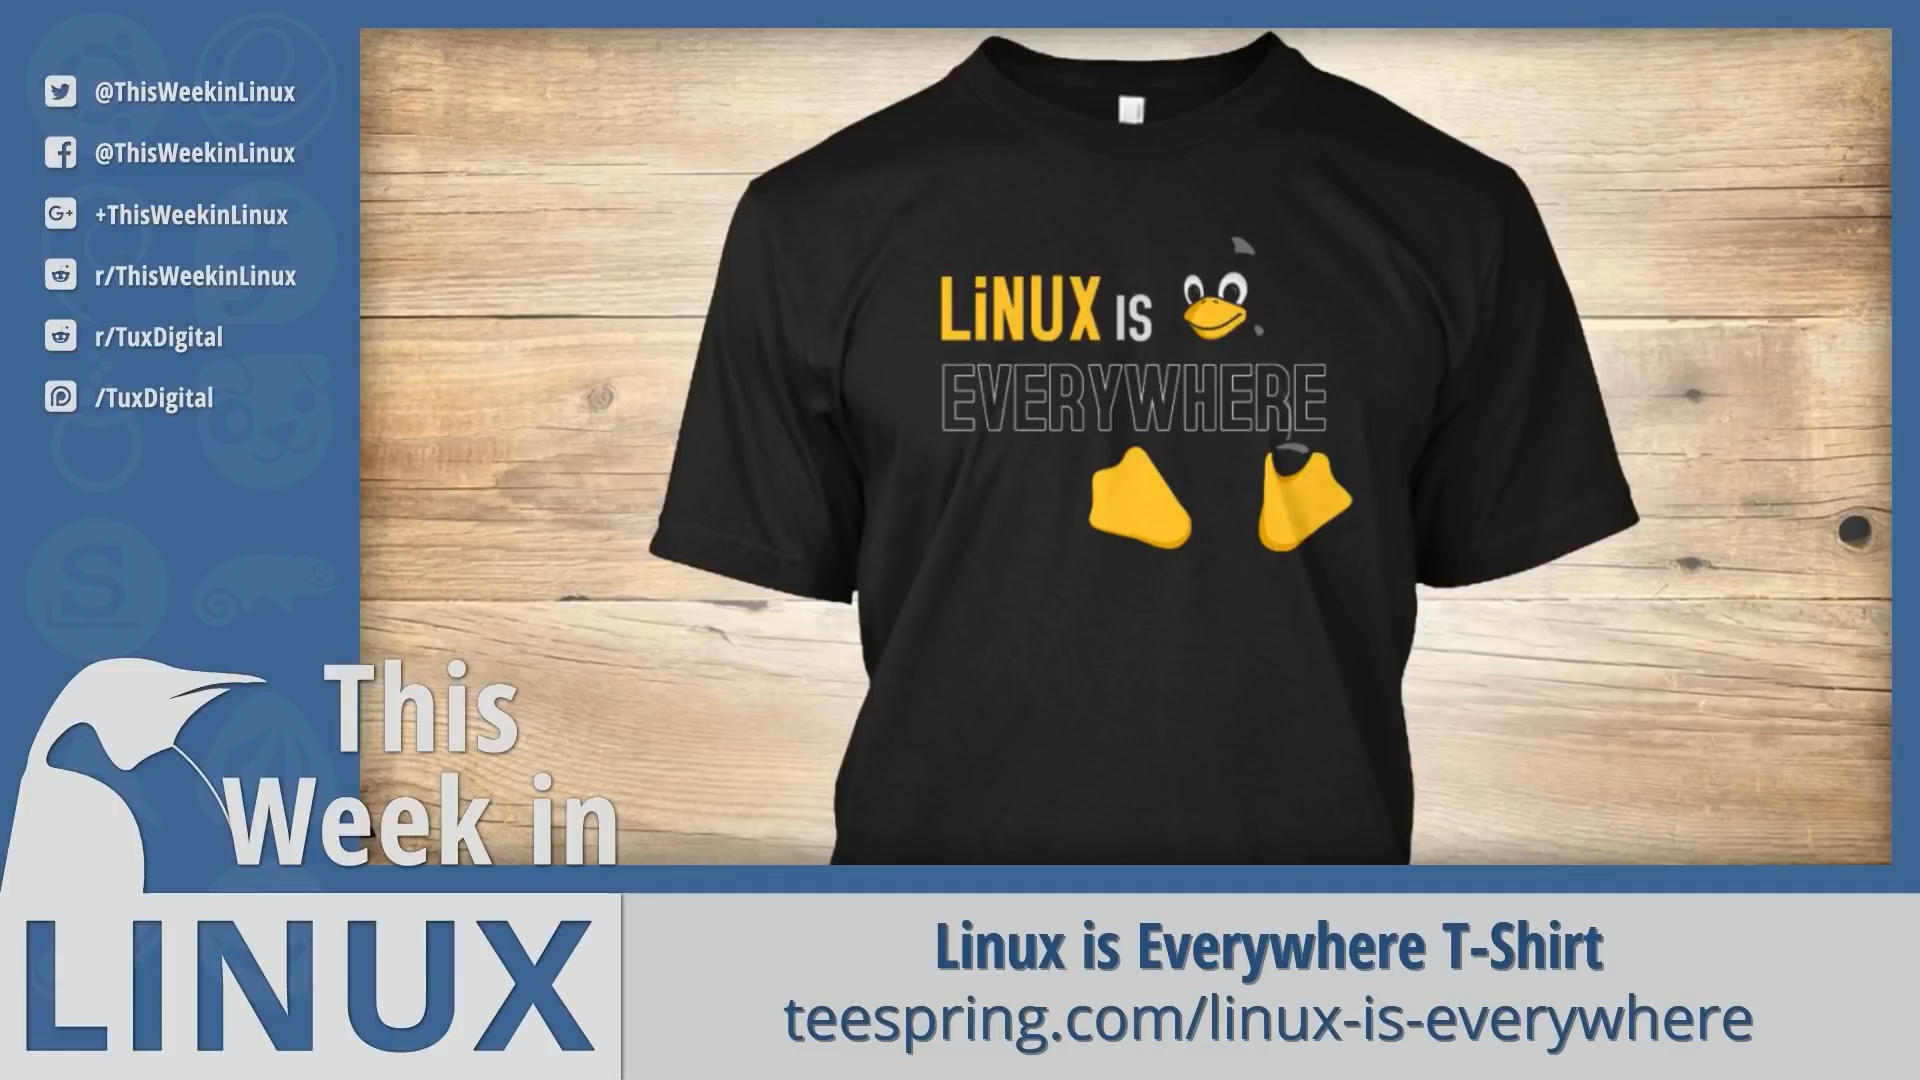 @ThisWeekinLinux
@ThisWeekinLinux
+ThisWeekinLinux
r/ThisWeekinLinux
r/TuxDigital
/TuxDigital
LiNUX IS
EVERYWHERE
This
Week in
LINUX
Linux is Everywhere T-Shirt
teespring.com/linux-is-everywhere